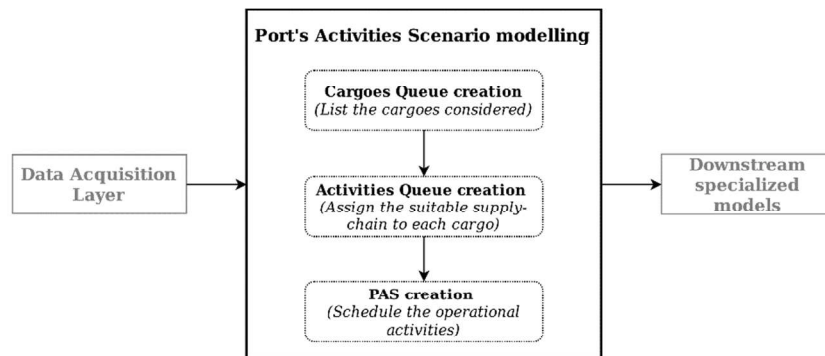 Port's Activities Scenario modelling
Cargoes Queue creation
(List the cargoes considered)
Data Acquisition
Layer
Activities Queue creation
(Assign the suitable supply-
chain to each cargo)
Downstream
specialized
models
PAS creation
(Schedule the operational
activities)